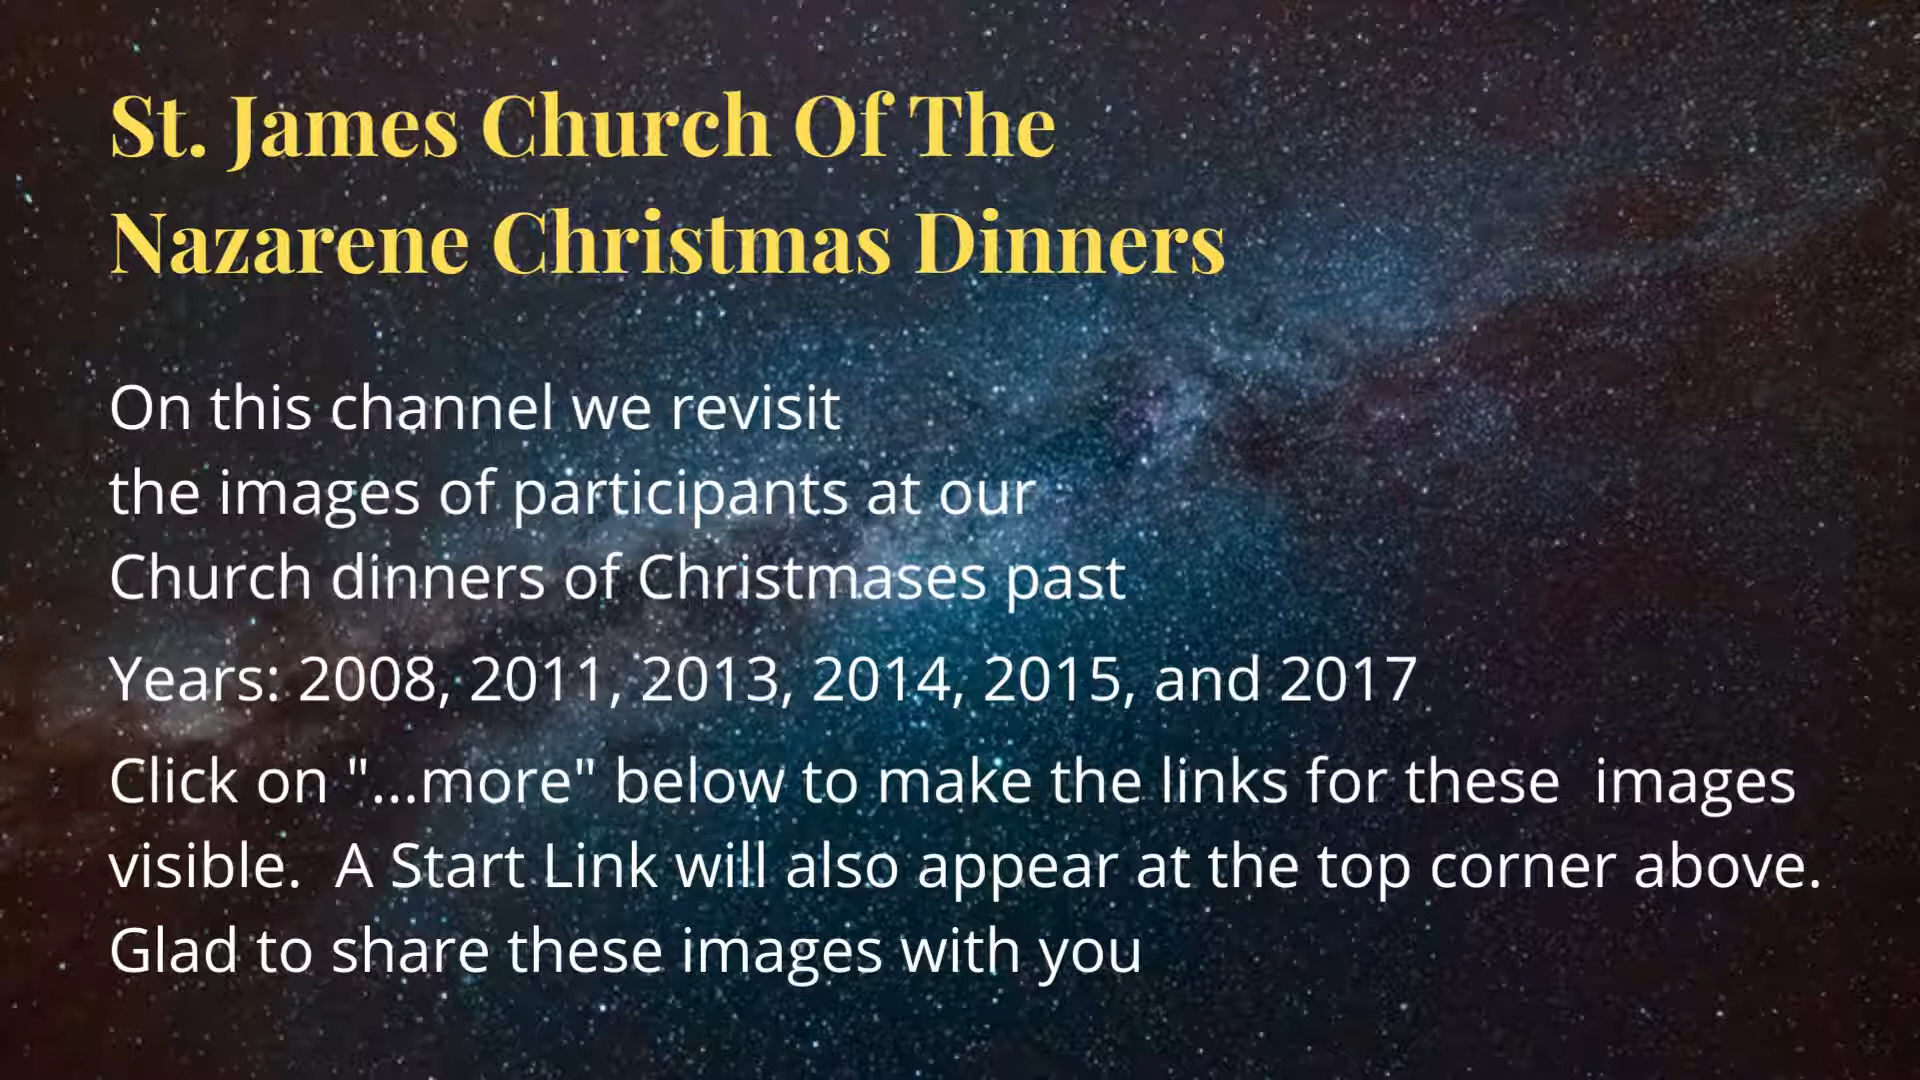 St. James Church Of The
Nazarene Christmas Dinners
On this channel we revisit
the images of participants at our
Church dinners of Christmases past
Years: 2008, 2011, 2013, 2014, 2015, and 2017
Click on "...more" below to make the links for these  images
visible.  A Start Link will also appear at the top corner above.
Glad to share these images with you